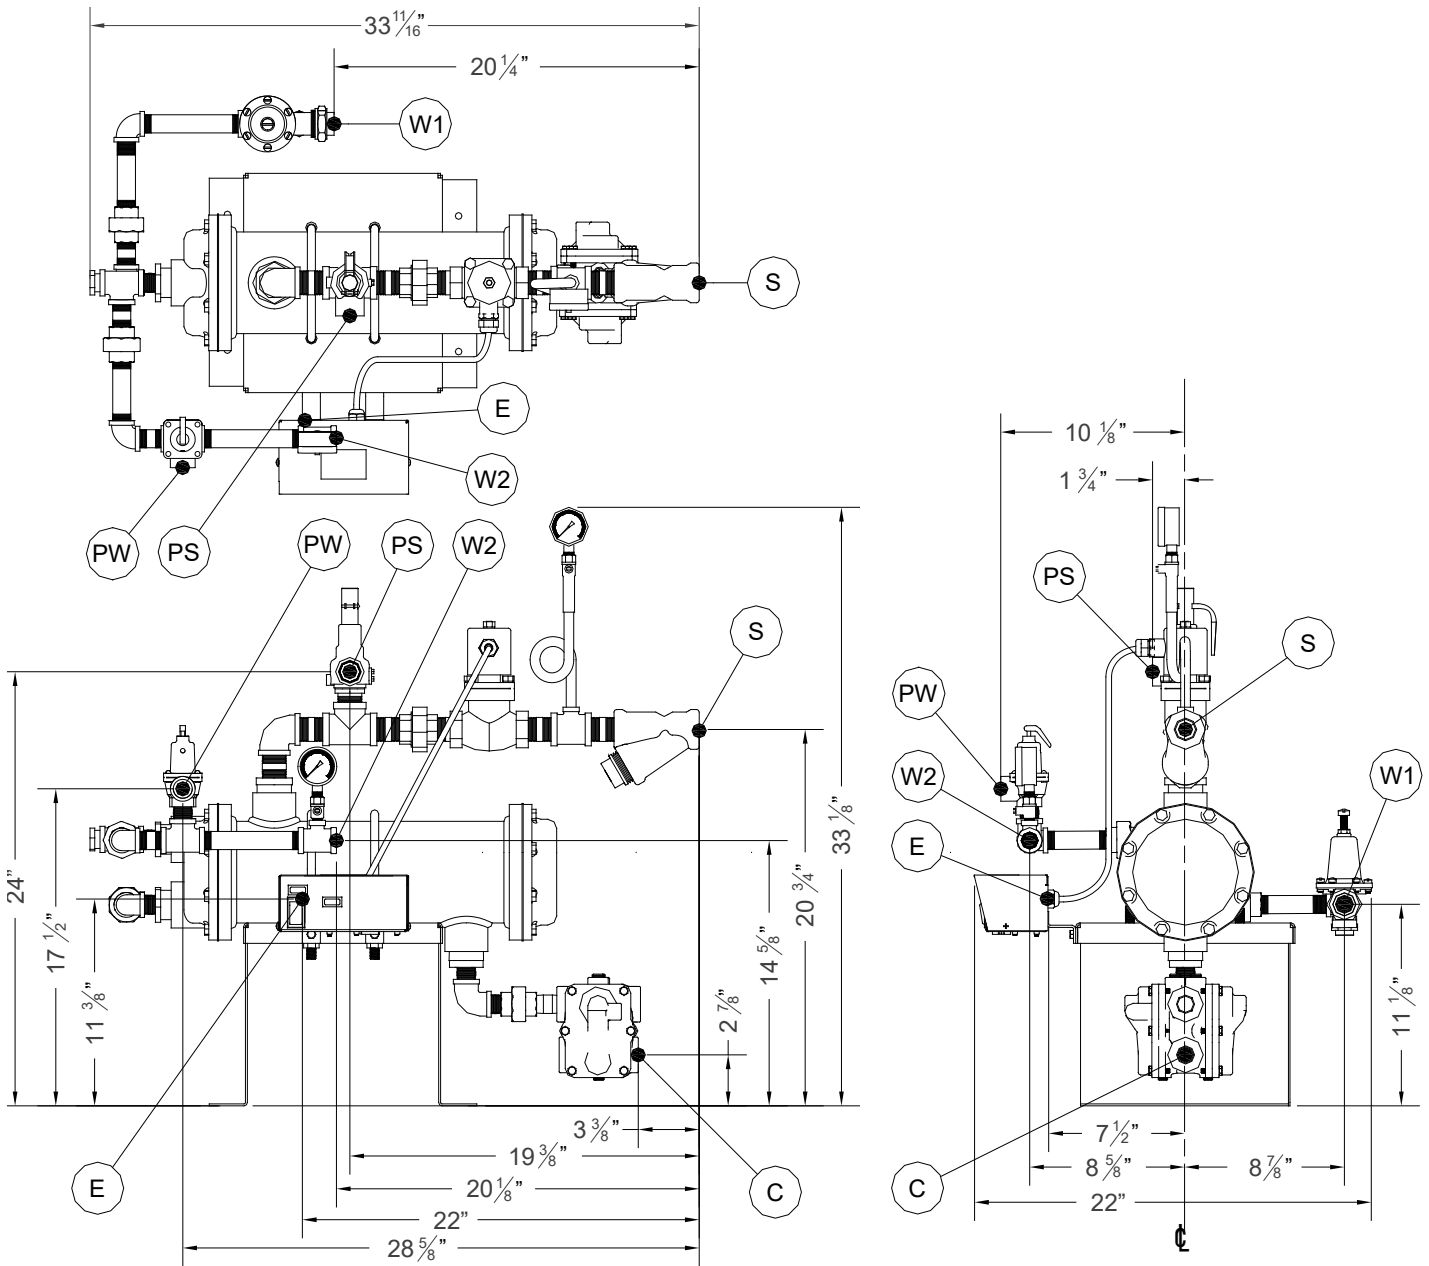 33 11/16”
20 1/4”
W1
S
E
W2
PW
PS
PW
PS
W2
S
24”
17 1/2”
11 3/8”
33 1/8”
20 3/4”
14 5/8”
2 7/8”
3 3/8”
19 3/8”
20 1/8”
22”
28 5/8”
E
C
10 1/8”
1 3/4”
PS
S
PW
W2
W1
E
11 1/8”
7 1/2”
8 5/8”
8 7/8”
22”
C
℄